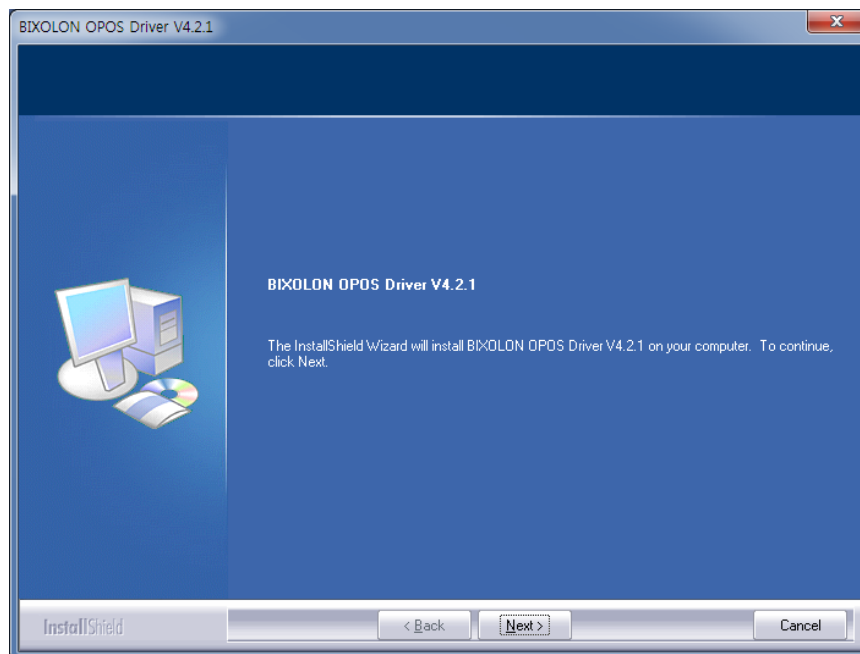 BIXOLON OPOS Driver V4.2.1
BIXOLON OPOS Driver V4.2.1
The InstallShield Wizard will install BIXOLON OPOS Driver V4.2.1 on your computer. To continue,
click Next.
InstallShield
< Back Next > Cancel